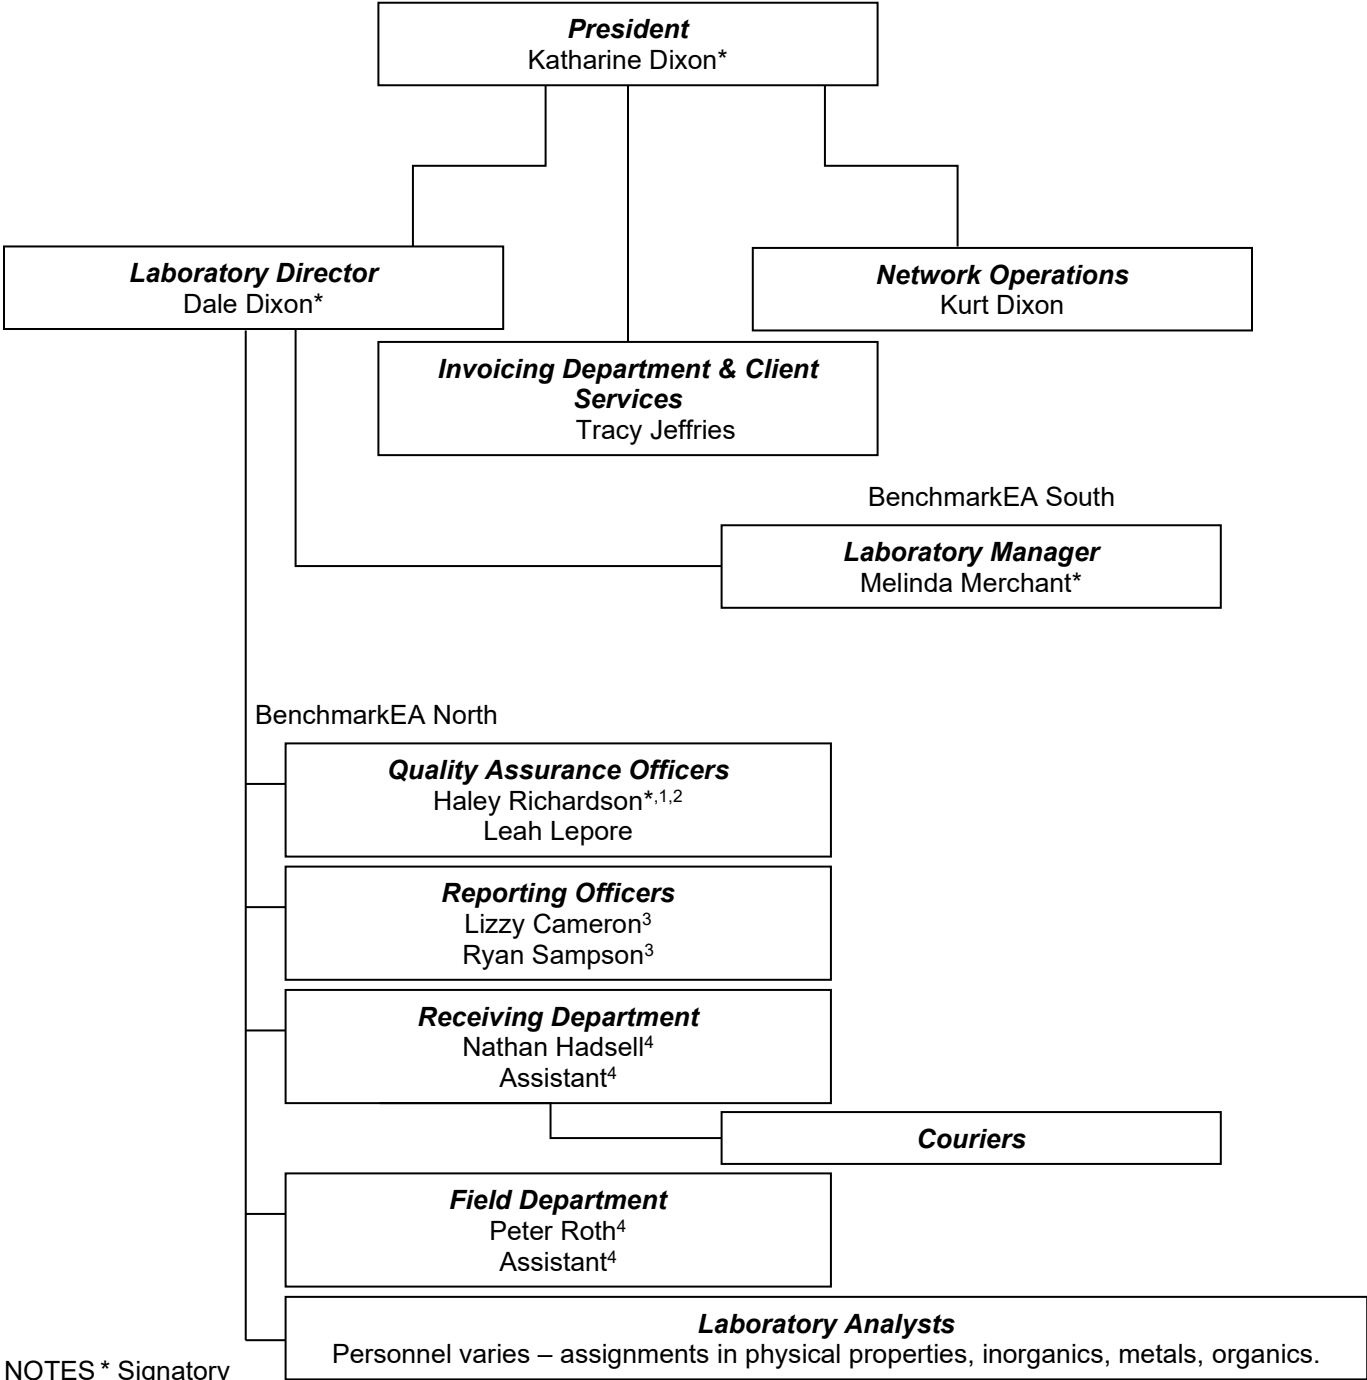 President
Katharine Dixon*
Laboratory Director
Dale Dixon*
Network Operations
Kurt Dixon
Invoicing Department & Client
Services
Tracy Jeffries
BenchmarkEA South
Laboratory Manager
Melinda Merchant*
BenchmarkEA North
Quality Assurance Officers
Haley Richardson*,1,2
Leah Lepore
Reporting Officers
Lizzy Cameron3
Ryan Sampson3
Receiving Department
Nathan Hadsell4
Assistant4
Couriers
Field Department
Peter Roth4
Assistant4
Laboratory Analysts
Personnel varies – assignments in physical properties, inorganics, metals, organics.
NOTES * Signatory